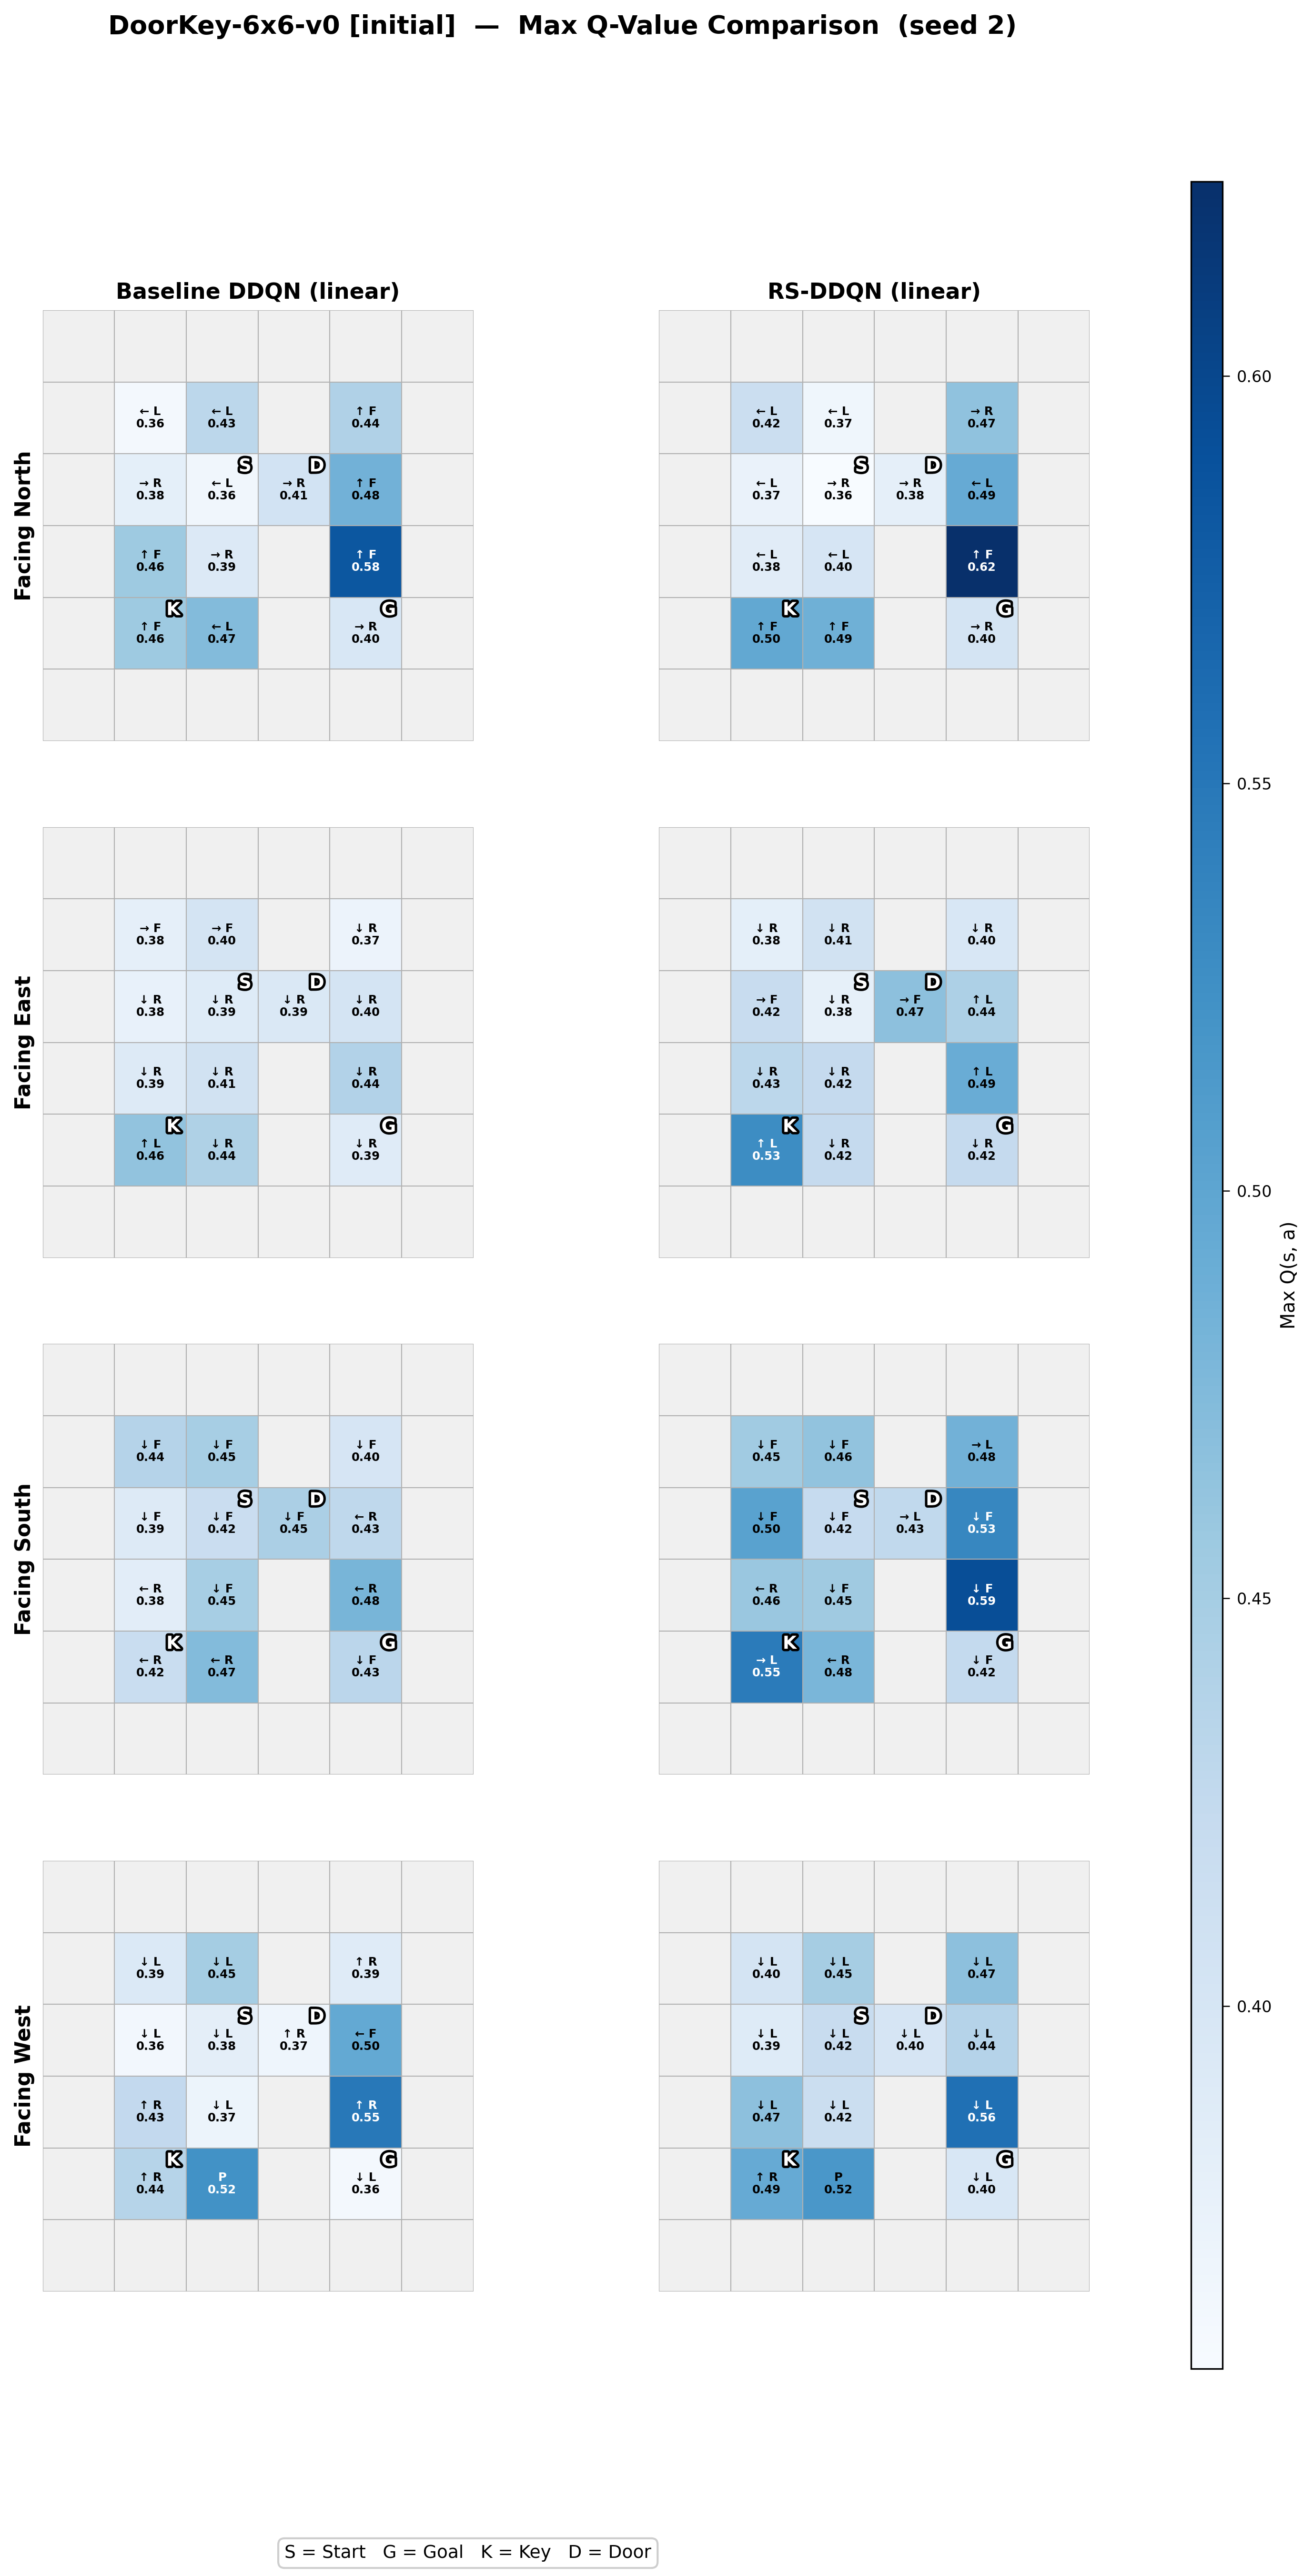 DoorKey-6x6-v0 [initial] — Max Q-Value Comparison (seed 2)
Baseline DDQN (linear)
RS-DDQN (linear)
Facing North
← L 0.36
← L 0.43
↑ F 0.44
→ R 0.38
S ← L 0.36
D → R 0.41
↑ F 0.48
↑ F 0.46
→ R 0.39
↑ F 0.58
K ↑ F 0.46
← L 0.47
G → R 0.40
← L 0.42
← L 0.37
→ R 0.47
← L 0.37
S → R 0.36
D → R 0.38
← L 0.49
← L 0.38
← L 0.40
↑ F 0.62
K ↑ F 0.50
↑ F 0.49
G → R 0.40
Facing East
→ F 0.38
→ F 0.40
↓ R 0.37
↓ R 0.38
S ↓ R 0.39
D ↓ R 0.39
↓ R 0.40
↓ R 0.39
↓ R 0.41
↓ R 0.44
K ↑ L 0.46
↓ R 0.44
G ↓ R 0.39
↓ R 0.38
↓ R 0.41
↓ R 0.40
→ F 0.42
S ↓ R 0.38
D → F 0.47
↑ L 0.44
↓ R 0.43
↓ R 0.42
↑ L 0.49
K ↑ L 0.53
↓ R 0.42
G ↓ R 0.42
Facing South
↓ F 0.44
↓ F 0.45
↓ F 0.40
↓ F 0.39
S ↓ F 0.42
D ↓ F 0.45
← R 0.43
← R 0.38
↓ F 0.45
← R 0.48
K ← R 0.42
← R 0.47
G ↓ F 0.43
↓ F 0.45
↓ F 0.46
→ L 0.48
↓ F 0.50
S ↓ F 0.42
D → L 0.43
↓ F 0.53
← R 0.46
↓ F 0.45
↓ F 0.59
K → L 0.55
← R 0.48
G ↓ F 0.42
Facing West
↓ L 0.39
↓ L 0.45
↑ R 0.39
↓ L 0.36
S ↓ L 0.38
D ↑ R 0.37
← F 0.50
↑ R 0.43
↓ L 0.37
↑ R 0.55
K ↑ R 0.44
P 0.52
G ↓ L 0.36
↓ L 0.40
↓ L 0.45
↓ L 0.47
↓ L 0.39
S ↓ L 0.42
D ↓ L 0.40
↓ L 0.44
↓ L 0.47
↓ L 0.42
↓ L 0.56
K ↑ R 0.49
P 0.52
G ↓ L 0.40
0.60
0.55
0.50
0.45
0.40
Max Q(s, a)
S = Start G = Goal K = Key D = Door